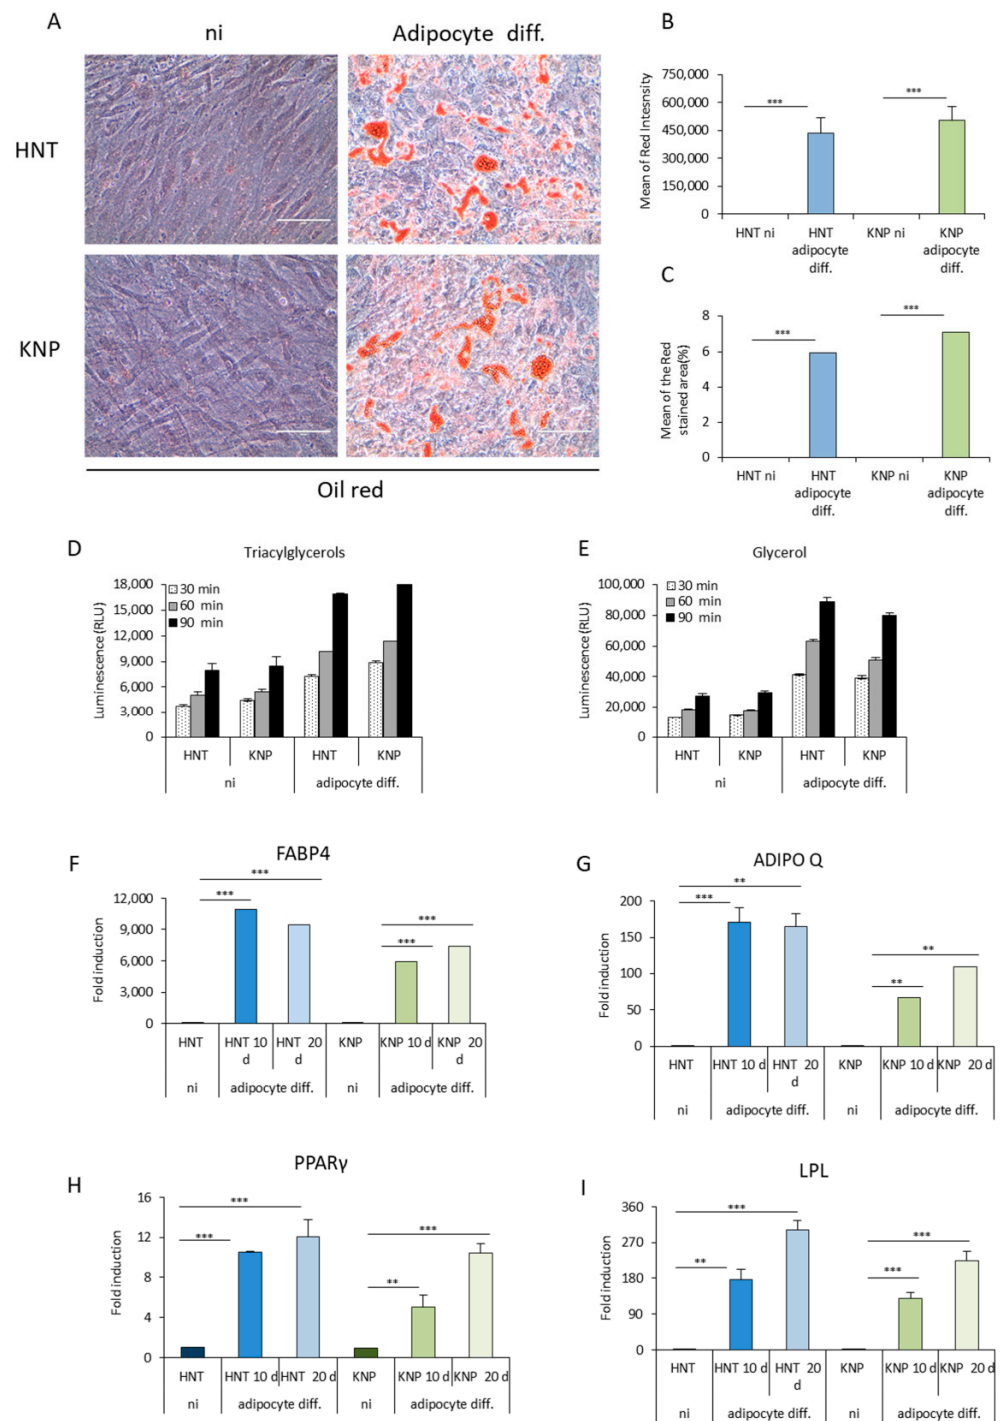 A
ni
Adipocyte diff.
HNT
KNP
Oil red
B
Mean of Red Intesnsity
750,000
600,000
450,000
300,000
150,000
0
***
***
HNT ni
HNT
adipocyte
diff.
KNP ni
KNP
adipocyte
diff.
C
Mean of the Red
stained area(%)
8
6
4
2
0
***
***
HNT ni
HNT
adipocyte
diff.
KNP ni
KNP
adipocyte
diff.
D
Triacylglycerols
Luminescence (RLU)
18,000
15,000
12,000
9,000
6,000
3,000
0
30 min
60 min
90 min
HNT
KNP
HNT
KNP
ni
adipocyte diff.
E
Glycerol
Luminescence (RLU)
100,000
80,000
60,000
40,000
20,000
0
30 min
60 min
90 min
HNT
KNP
HNT
KNP
ni
adipocyte diff.
F
FABP4
Fold induction
12,000
9,000
6,000
3,000
0
***
***
***
***
HNT
HNT 10
d
HNT 20
d
KNP
KNP 10 d
KNP 20
d
ni
adipocyte diff.
ni
adipocyte diff.
G
ADIPO Q
Fold induction
200
150
100
50
0
**
***
**
**
HNT
HNT 10 d
HNT 20
d
KNP
KNP 10 d
KNP 20 d
ni
adipocyte diff.
ni
adipocyte diff.
H
PPARγ
Fold induction
16
12
8
4
0
***
***
***
**
HNT
HNT 10 d
HNT 20 d
KNP
KNP 10 d
KNP 20 d
ni
adipocyte diff.
ni
adipocyte diff.
I
LPL
Fold induction
360
270
180
90
0
***
**
***
***
HNT
HNT 10 d
HNT 20
d
KNP
KNP 10 d
KNP 20 d
ni
adipocyte diff.
ni
adipocyte diff.